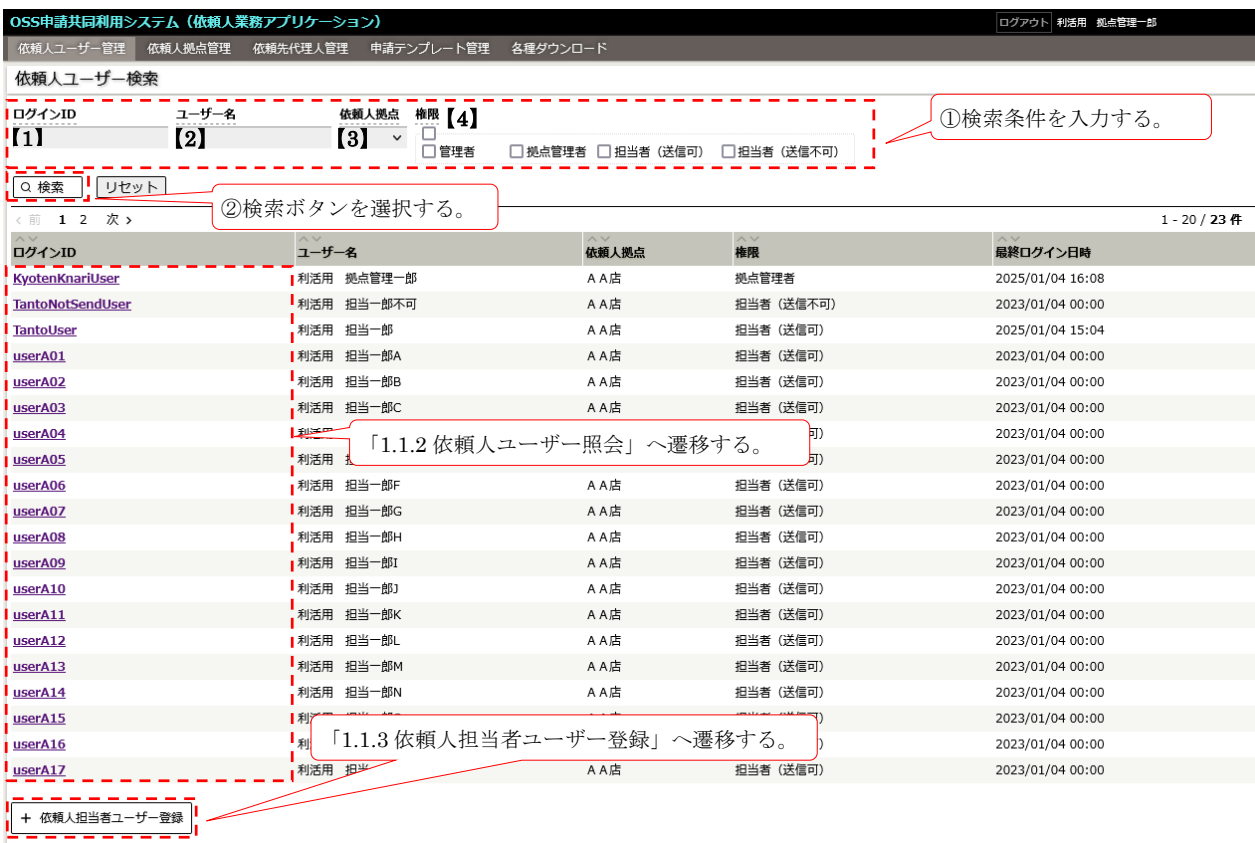 OSS申請共同利用システム（依頼人業務アプリケーション）　ログアウト　利活用　拠点管理一郎
依頼人ユーザー管理　依頼人拠点管理　依頼先代理人管理　申請テンプレート管理　各種ダウンロード
依頼人ユーザー検索
ログインID　ユーザー名　依頼人拠点　権限【4】
【1】　【2】　【3】
管理者　拠点管理者　担当者（送信可）　担当者（送信不可）
①検索条件を入力する。
検索　リセット
②検索ボタンを選択する。
< 前　1　2　次 >　1 - 20 / 23 件
ログインID　ユーザー名　依頼人拠点　権限　最終ログイン日時
KyotenKnariUser　利活用　拠点管理一郎　ＡＡ店　拠点管理者　2025/01/04 16:08
TantoNotSendUser　利活用　担当一郎不可　ＡＡ店　担当者（送信不可）　2023/01/04 00:00
TantoUser　利活用　担当一郎　ＡＡ店　担当者（送信可）　2025/01/04 15:04
userA01　利活用　担当一郎A　ＡＡ店　担当者（送信可）　2023/01/04 00:00
userA02　利活用　担当一郎B　ＡＡ店　担当者（送信可）　2023/01/04 00:00
userA03　利活用　担当一郎C　ＡＡ店　担当者（送信可）　2023/01/04 00:00
userA04　2023/01/04 00:00
「1.1.2 依頼人ユーザー照会」へ遷移する。
userA05　利活用　2023/01/04 00:00
userA06　利活用　担当一郎F　ＡＡ店　担当者（送信可）　2023/01/04 00:00
userA07　利活用　担当一郎G　ＡＡ店　担当者（送信可）　2023/01/04 00:00
userA08　利活用　担当一郎H　ＡＡ店　担当者（送信可）　2023/01/04 00:00
userA09　利活用　担当一郎I　ＡＡ店　担当者（送信可）　2023/01/04 00:00
userA10　利活用　担当一郎J　ＡＡ店　担当者（送信可）　2023/01/04 00:00
userA11　利活用　担当一郎K　ＡＡ店　担当者（送信可）　2023/01/04 00:00
userA12　利活用　担当一郎L　ＡＡ店　担当者（送信可）　2023/01/04 00:00
userA13　利活用　担当一郎M　ＡＡ店　担当者（送信可）　2023/01/04 00:00
userA14　利活用　担当一郎N　ＡＡ店　担当者（送信可）　2023/01/04 00:00
userA15　2023/01/04 00:00
「1.1.3 依頼人担当者ユーザー登録」へ遷移する。
userA16　2023/01/04 00:00
userA17　利活用　ＡＡ店　担当者（送信可）　2023/01/04 00:00
+ 依頼人担当者ユーザー登録